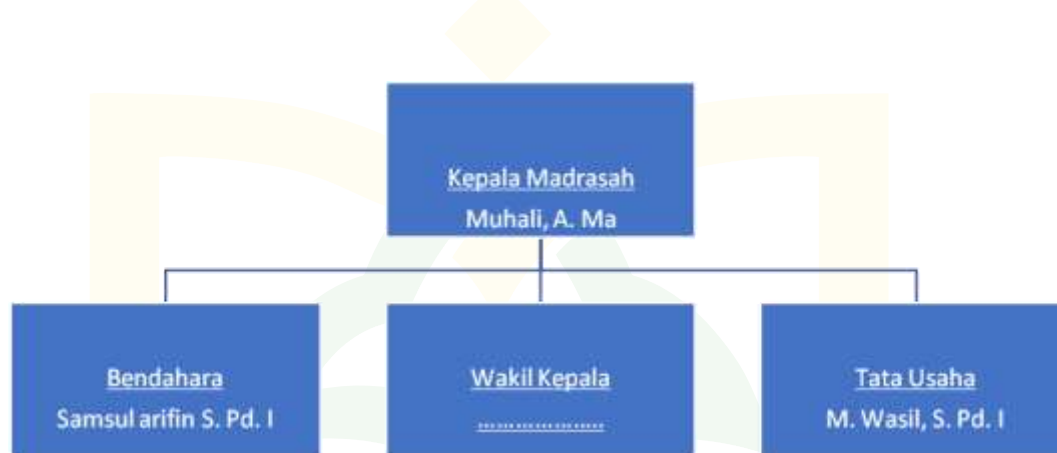 Kepala Madrasah
Muhali, A. Ma
Bendahara
Samsul arifin S. Pd. I
Wakil Kepala
....................
Tata Usaha
M. Wasil, S. Pd. I